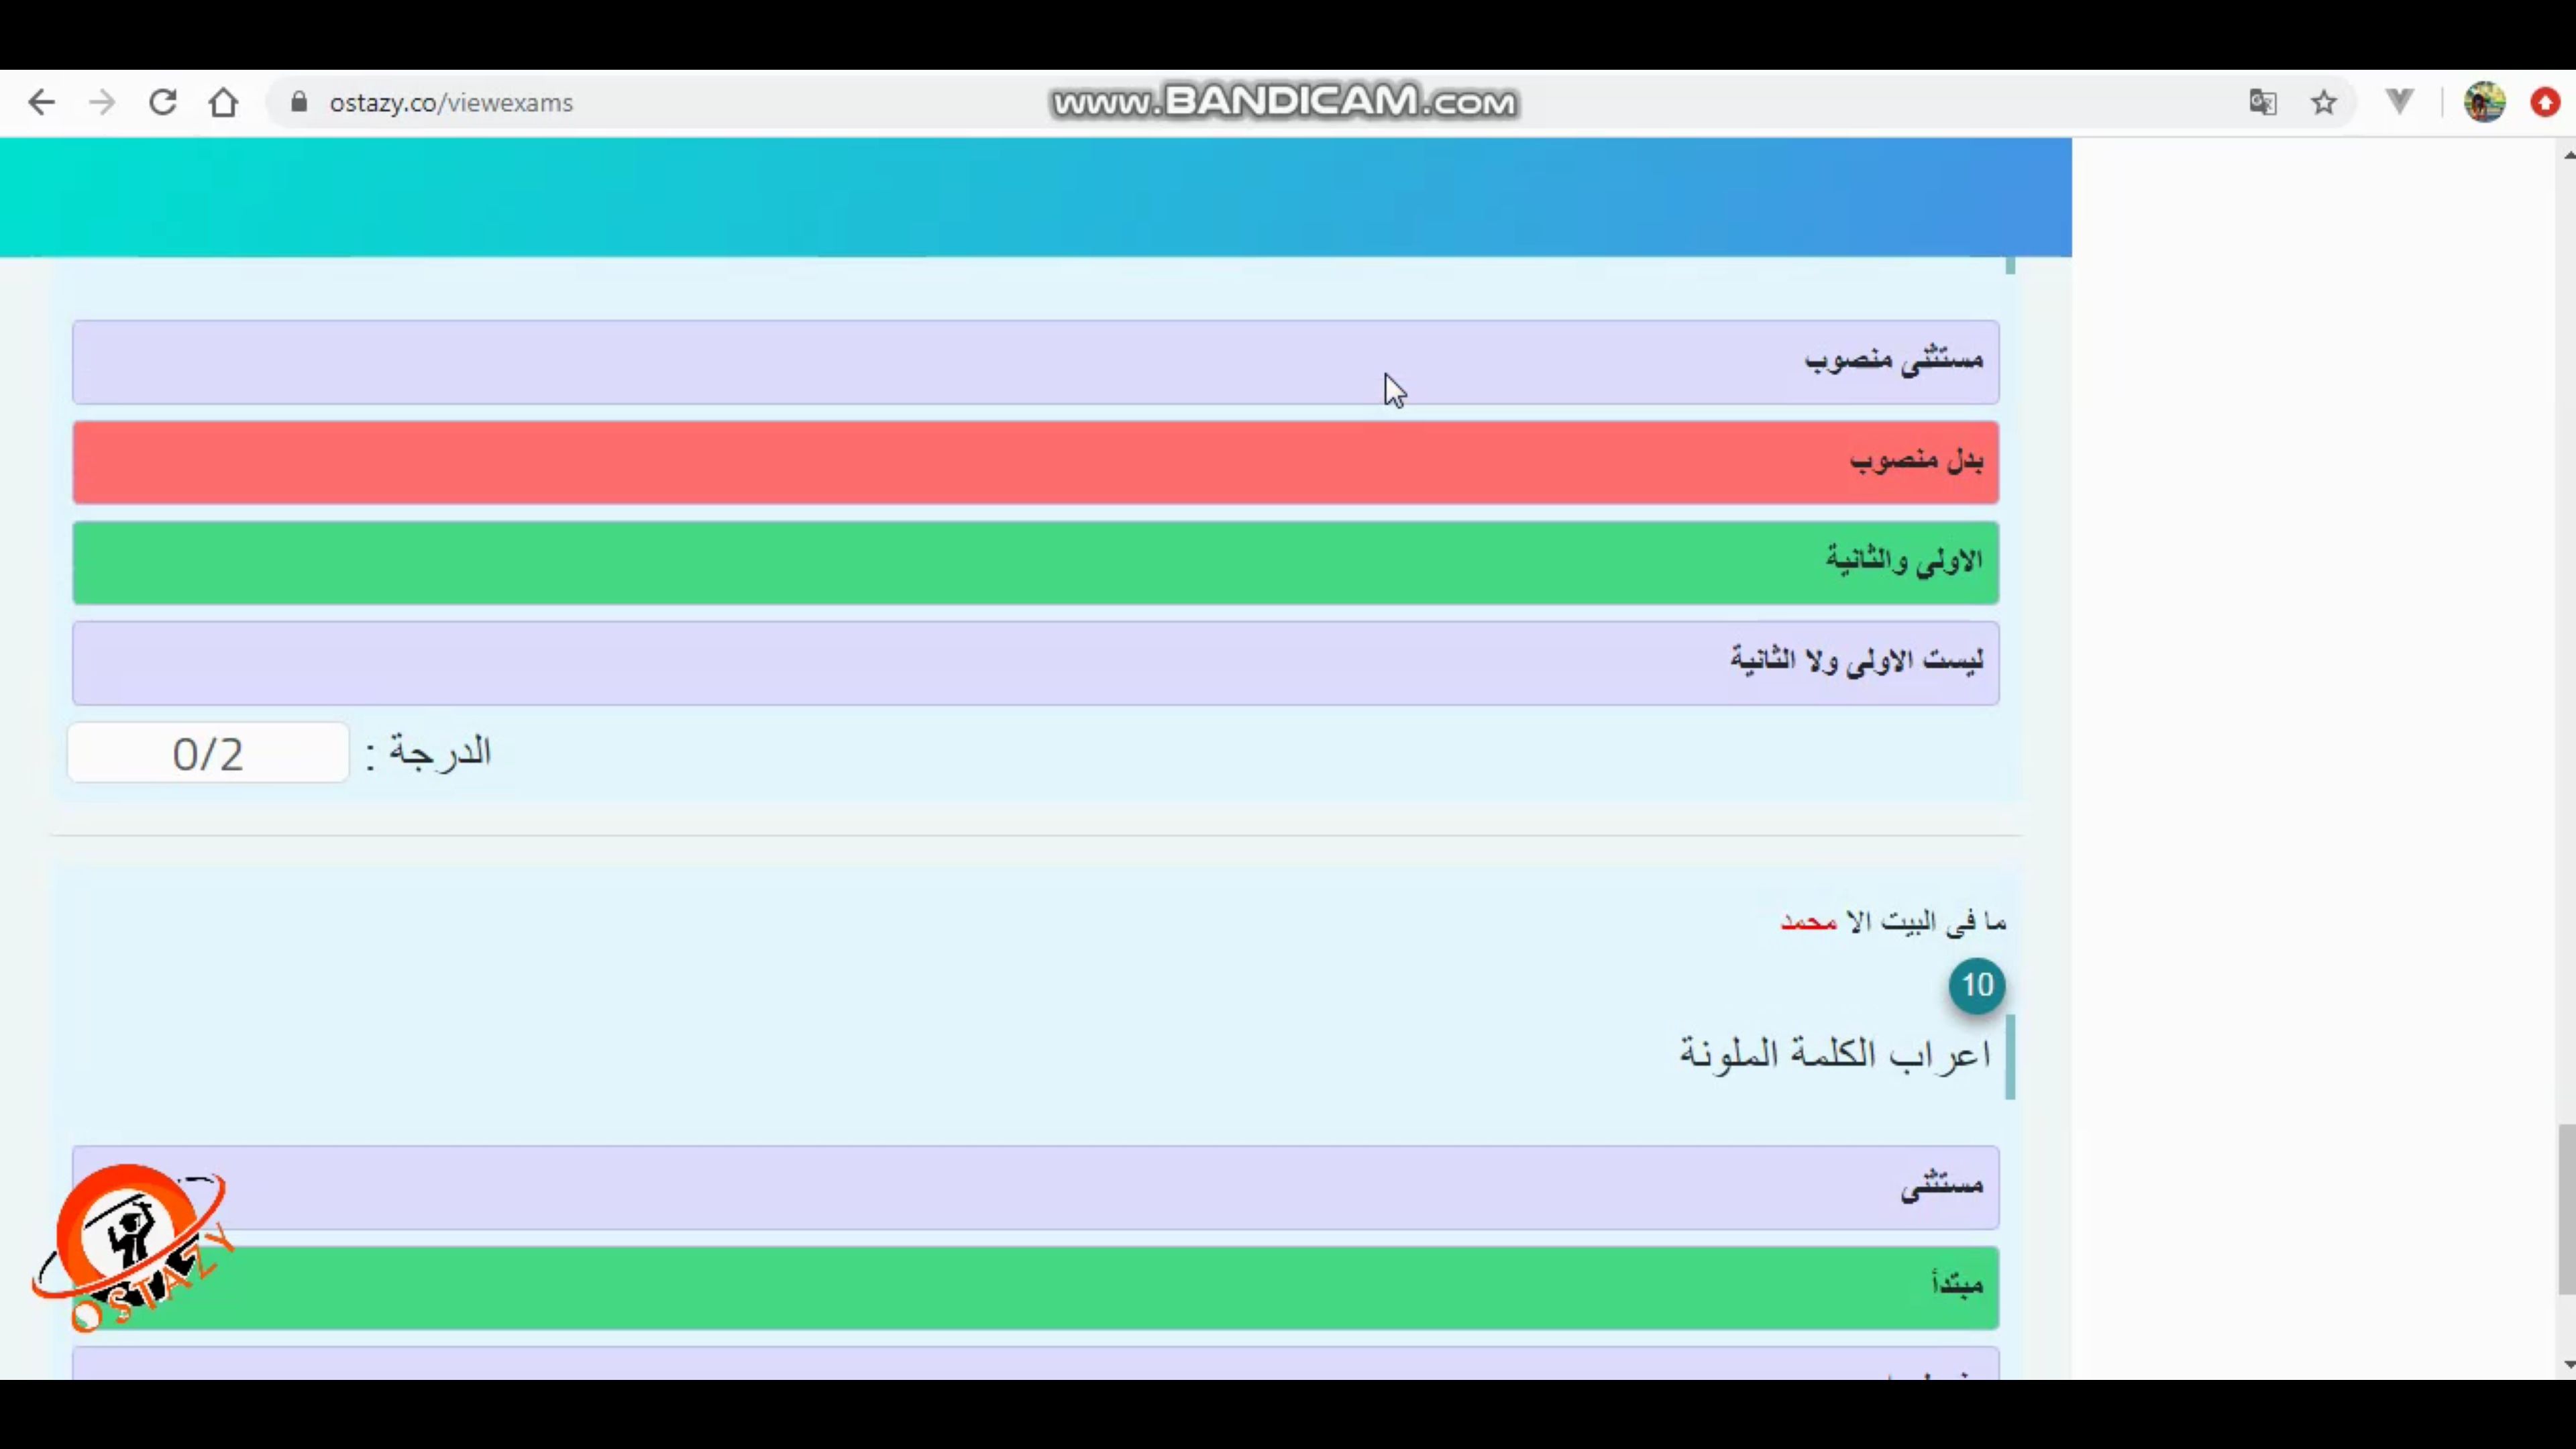 www.BANDICAM.com
ostazy.co/viewexams
مستثنى منصوب
بدل منصوب
الاولى والثانية
ليست الاولى ولا الثانية
الدرجة : 0/2
ما فى البيت الا محمد
10
اعراب الكلمة الملونة
مستثنى
مبتدأ
OSTAZY